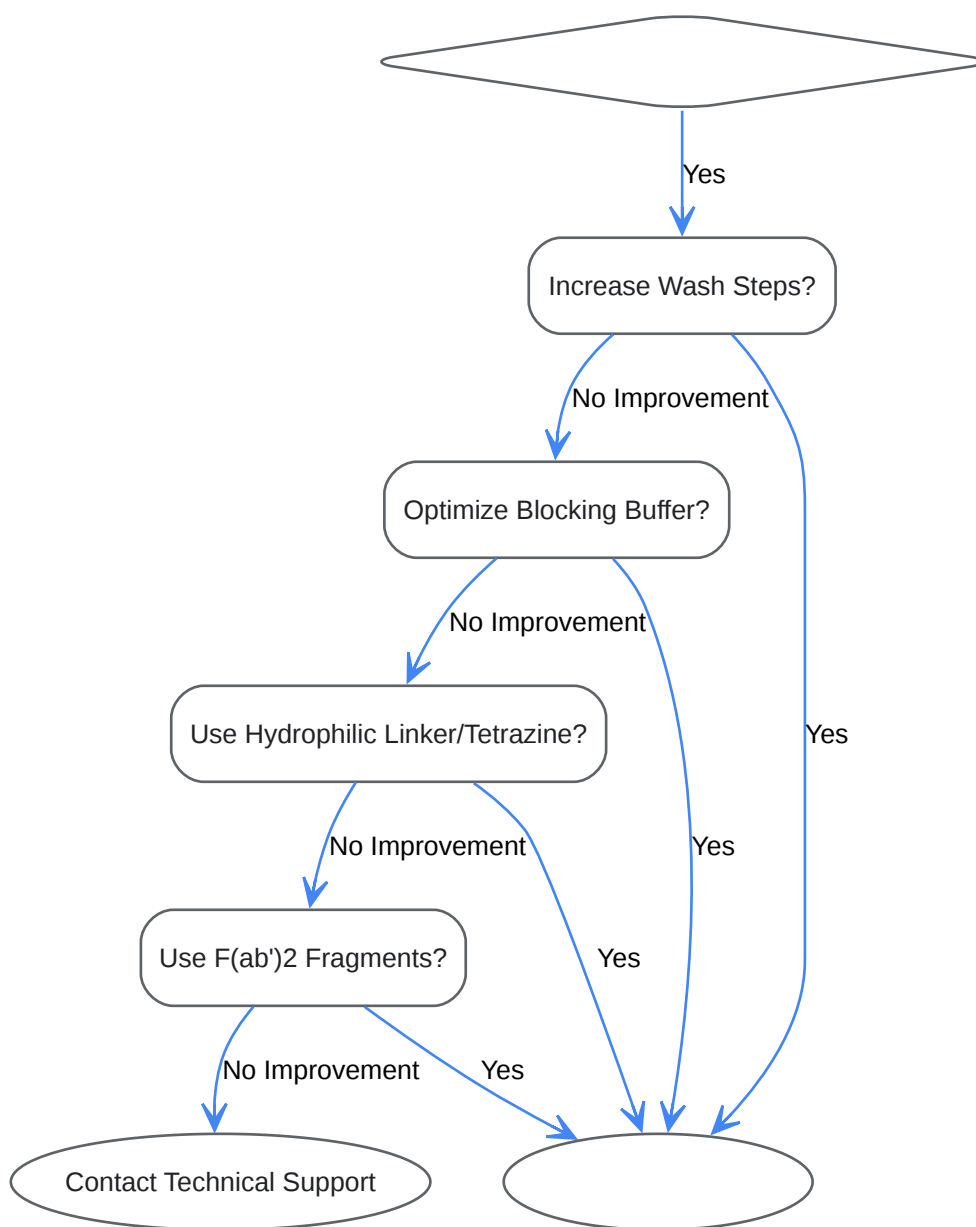 Yes
Increase Wash Steps?
No Improvement
Optimize Blocking Buffer?
No Improvement
Use Hydrophilic Linker/Tetrazine?
Yes
No Improvement
Yes
Use F(ab')2 Fragments?
Yes
No Improvement
Yes
Contact Technical Support